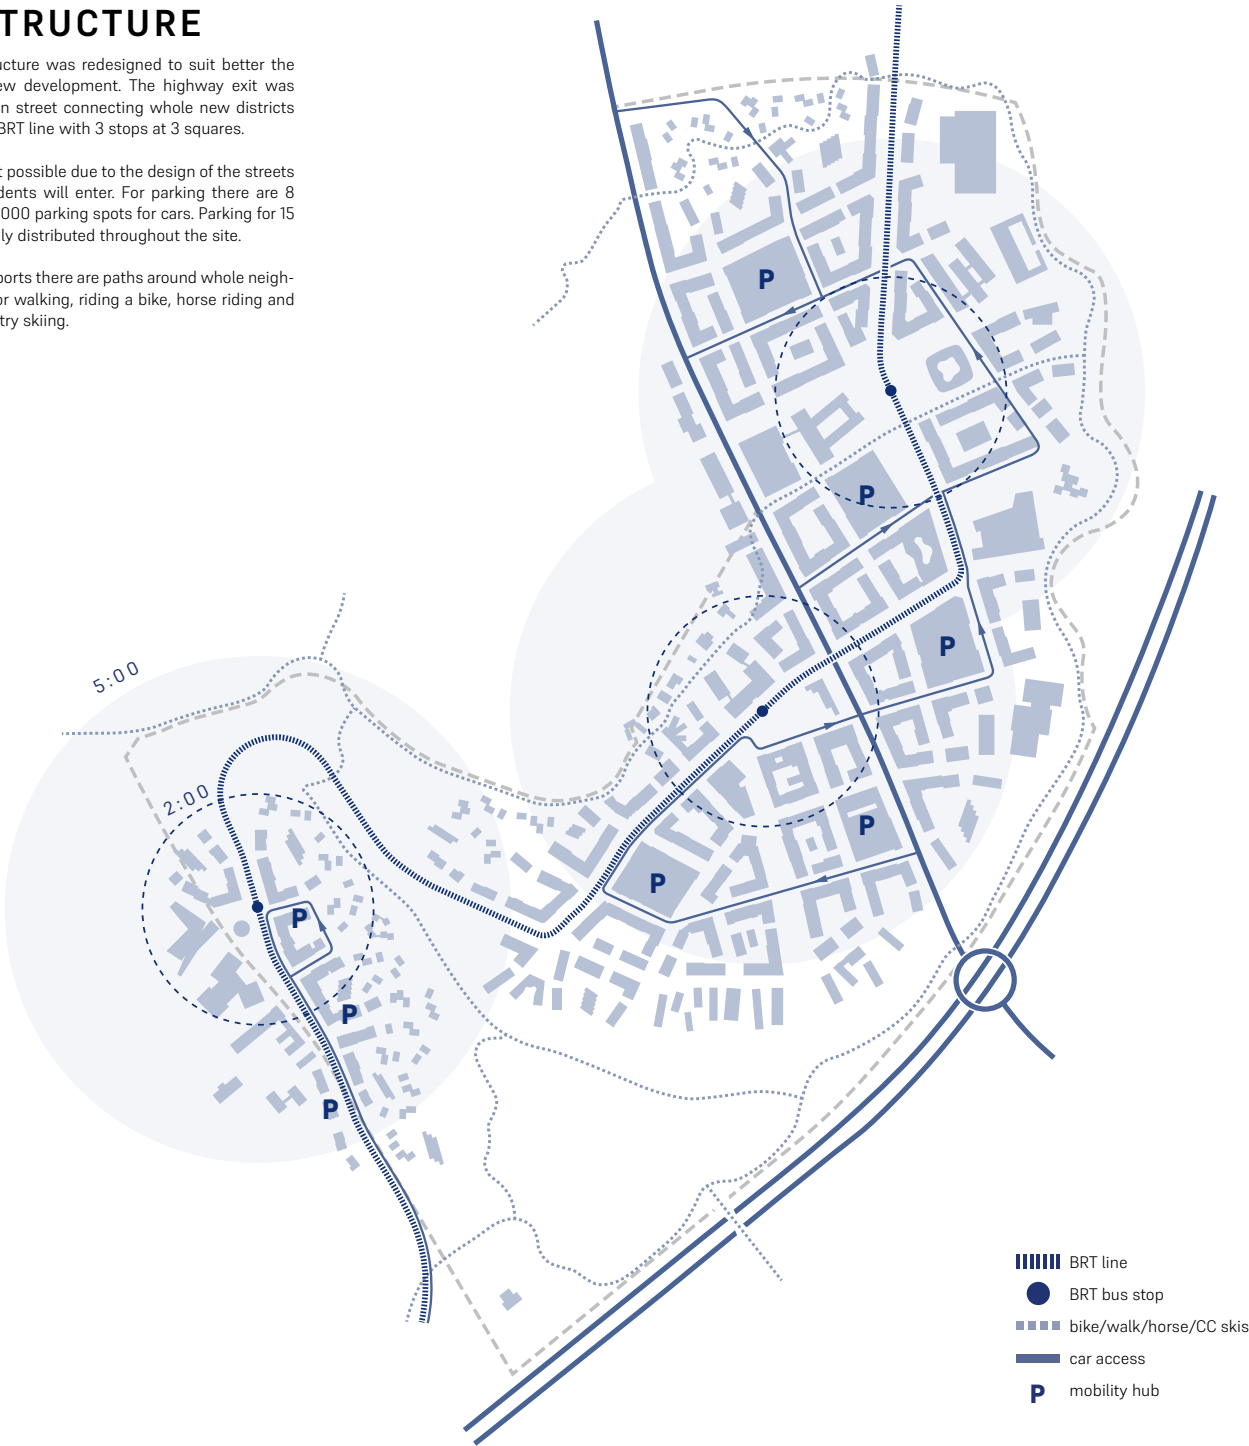 TRUCTURE
ucture was redesigned to suit better the
ew development. The highway exit was
n street connecting whole new districts
BRT line with 3 stops at 3 squares.
t possible due to the design of the streets
dents will enter. For parking there are 8
000 parking spots for cars. Parking for 15
ly distributed throughout the site.
ports there are paths around whole neigh-
or walking, riding a bike, horse riding and
try skiing.
P
P
P
5:00
2:00
P
P
P
P
P
BRT line
BRT bus stop
bike/walk/horse/CC skis
car access
P mobility hub